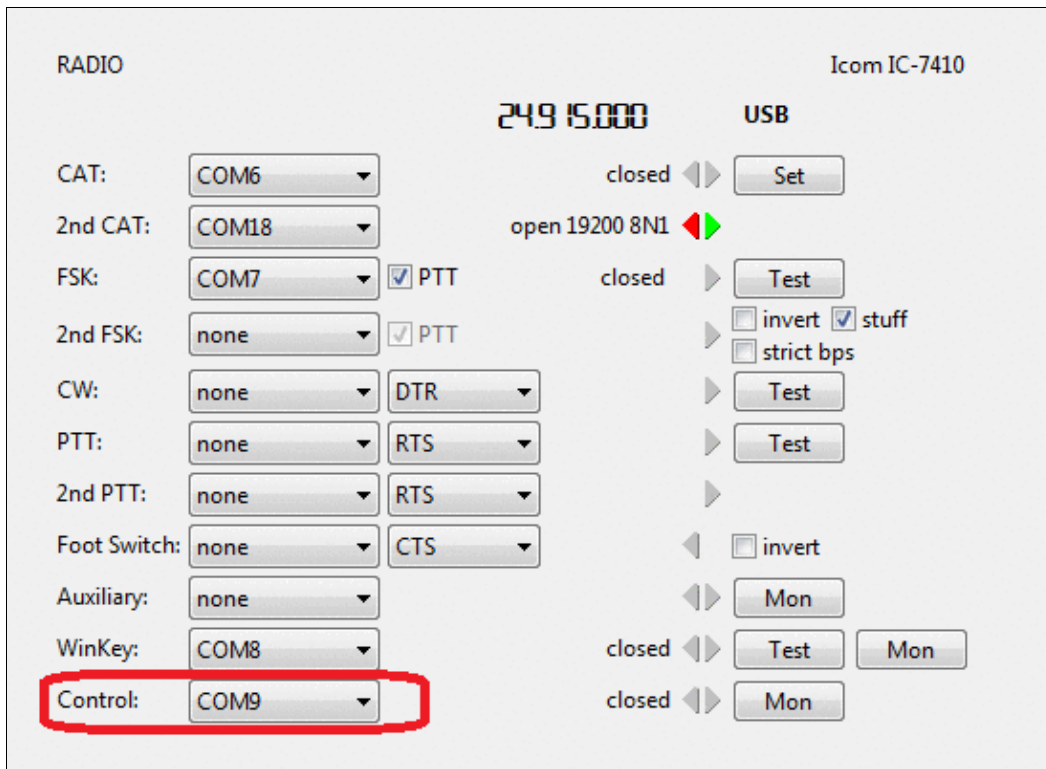 RADIO Icom IC-7410
24.915.000 USB
CAT: COM6 closed Set
2nd CAT: COM18 open 19200 8N1
FSK: COM7 PTT closed Test
2nd FSK: none PTT invert stuff
strict bps
CW: none DTR Test
PTT: none RTS Test
2nd PTT: none RTS
Foot Switch: none CTS invert
Auxiliary: none Mon
WinKey: COM8 closed Test Mon
Control: COM9 closed Mon